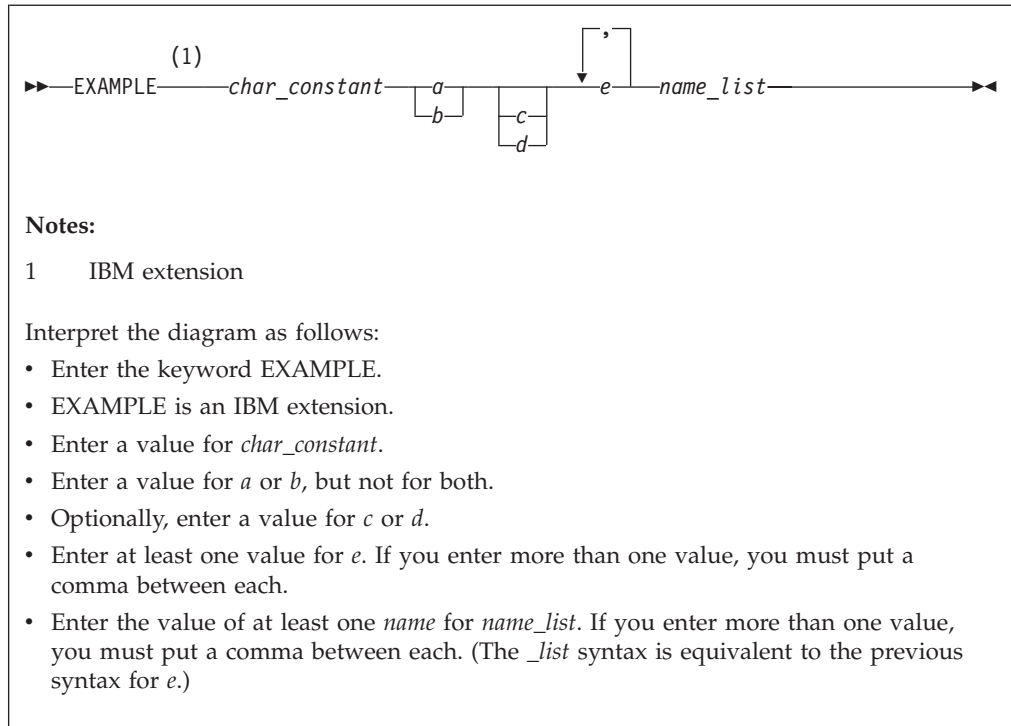 ,
(1)
EXAMPLE char_constant a e name_list
b c
d
Notes:
1 IBM extension
Interpret the diagram as follows:
• Enter the keyword EXAMPLE.
• EXAMPLE is an IBM extension.
• Enter a value for char_constant.
• Enter a value for a or b, but not for both.
• Optionally, enter a value for c or d.
• Enter at least one value for e. If you enter more than one value, you must put a
comma between each.
• Enter the value of at least one name for name_list. If you enter more than one value,
you must put a comma between each. (The _list syntax is equivalent to the previous
syntax for e.)